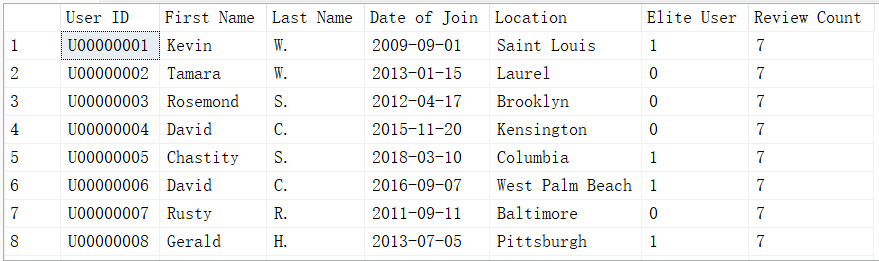 User ID First Name Last Name Date of Join Location Elite User Review Count
1 U00000001 Kevin W. 2009-09-01 Saint Louis 1 7
2 U00000002 Tamara W. 2013-01-15 Laurel 0 7
3 U00000003 Rosemond S. 2012-04-17 Brooklyn 0 7
4 U00000004 David C. 2015-11-20 Kensington 0 7
5 U00000005 Chastity S. 2018-03-10 Columbia 1 7
6 U00000006 David C. 2016-09-07 West Palm Beach 1 7
7 U00000007 Rusty R. 2011-09-11 Baltimore 0 7
8 U00000008 Gerald H. 2013-07-05 Pittsburgh 1 7